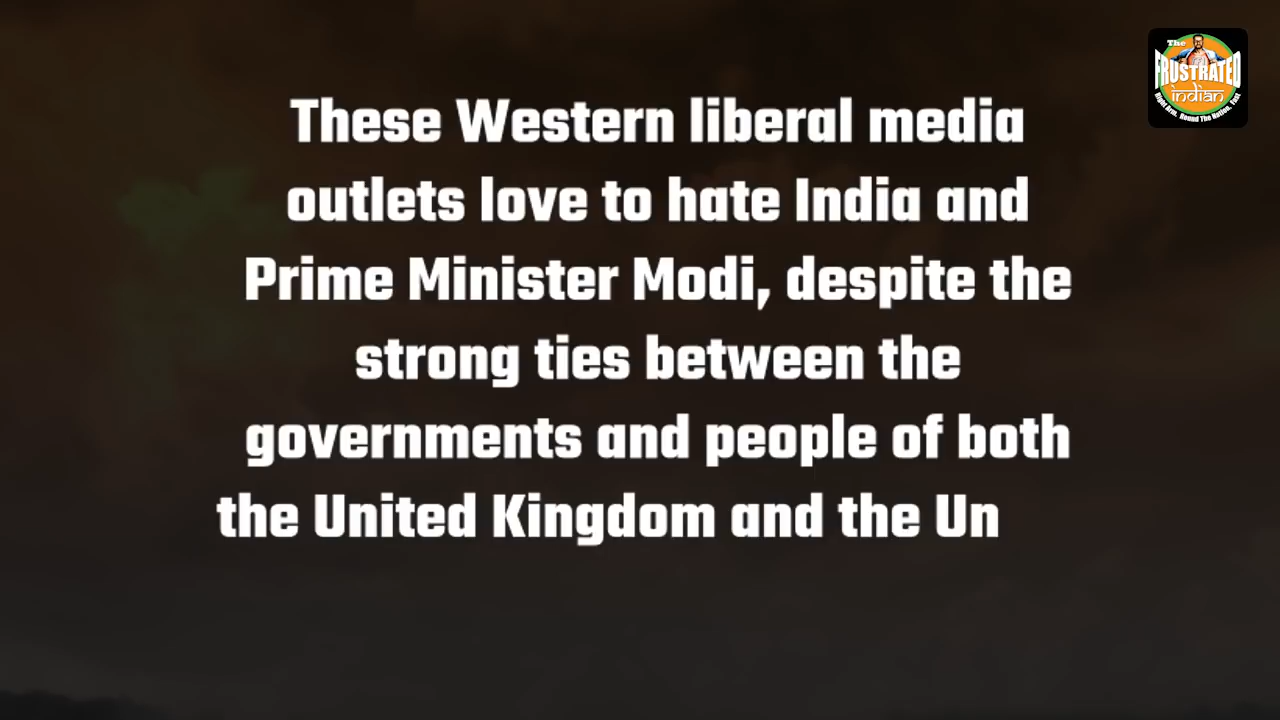 These Western liberal media
outlets love to hate India and
Prime Minister Modi, despite the
strong ties between the
governments and people of both
the United Kingdom and the Un
The
FRUSTRATED
indian